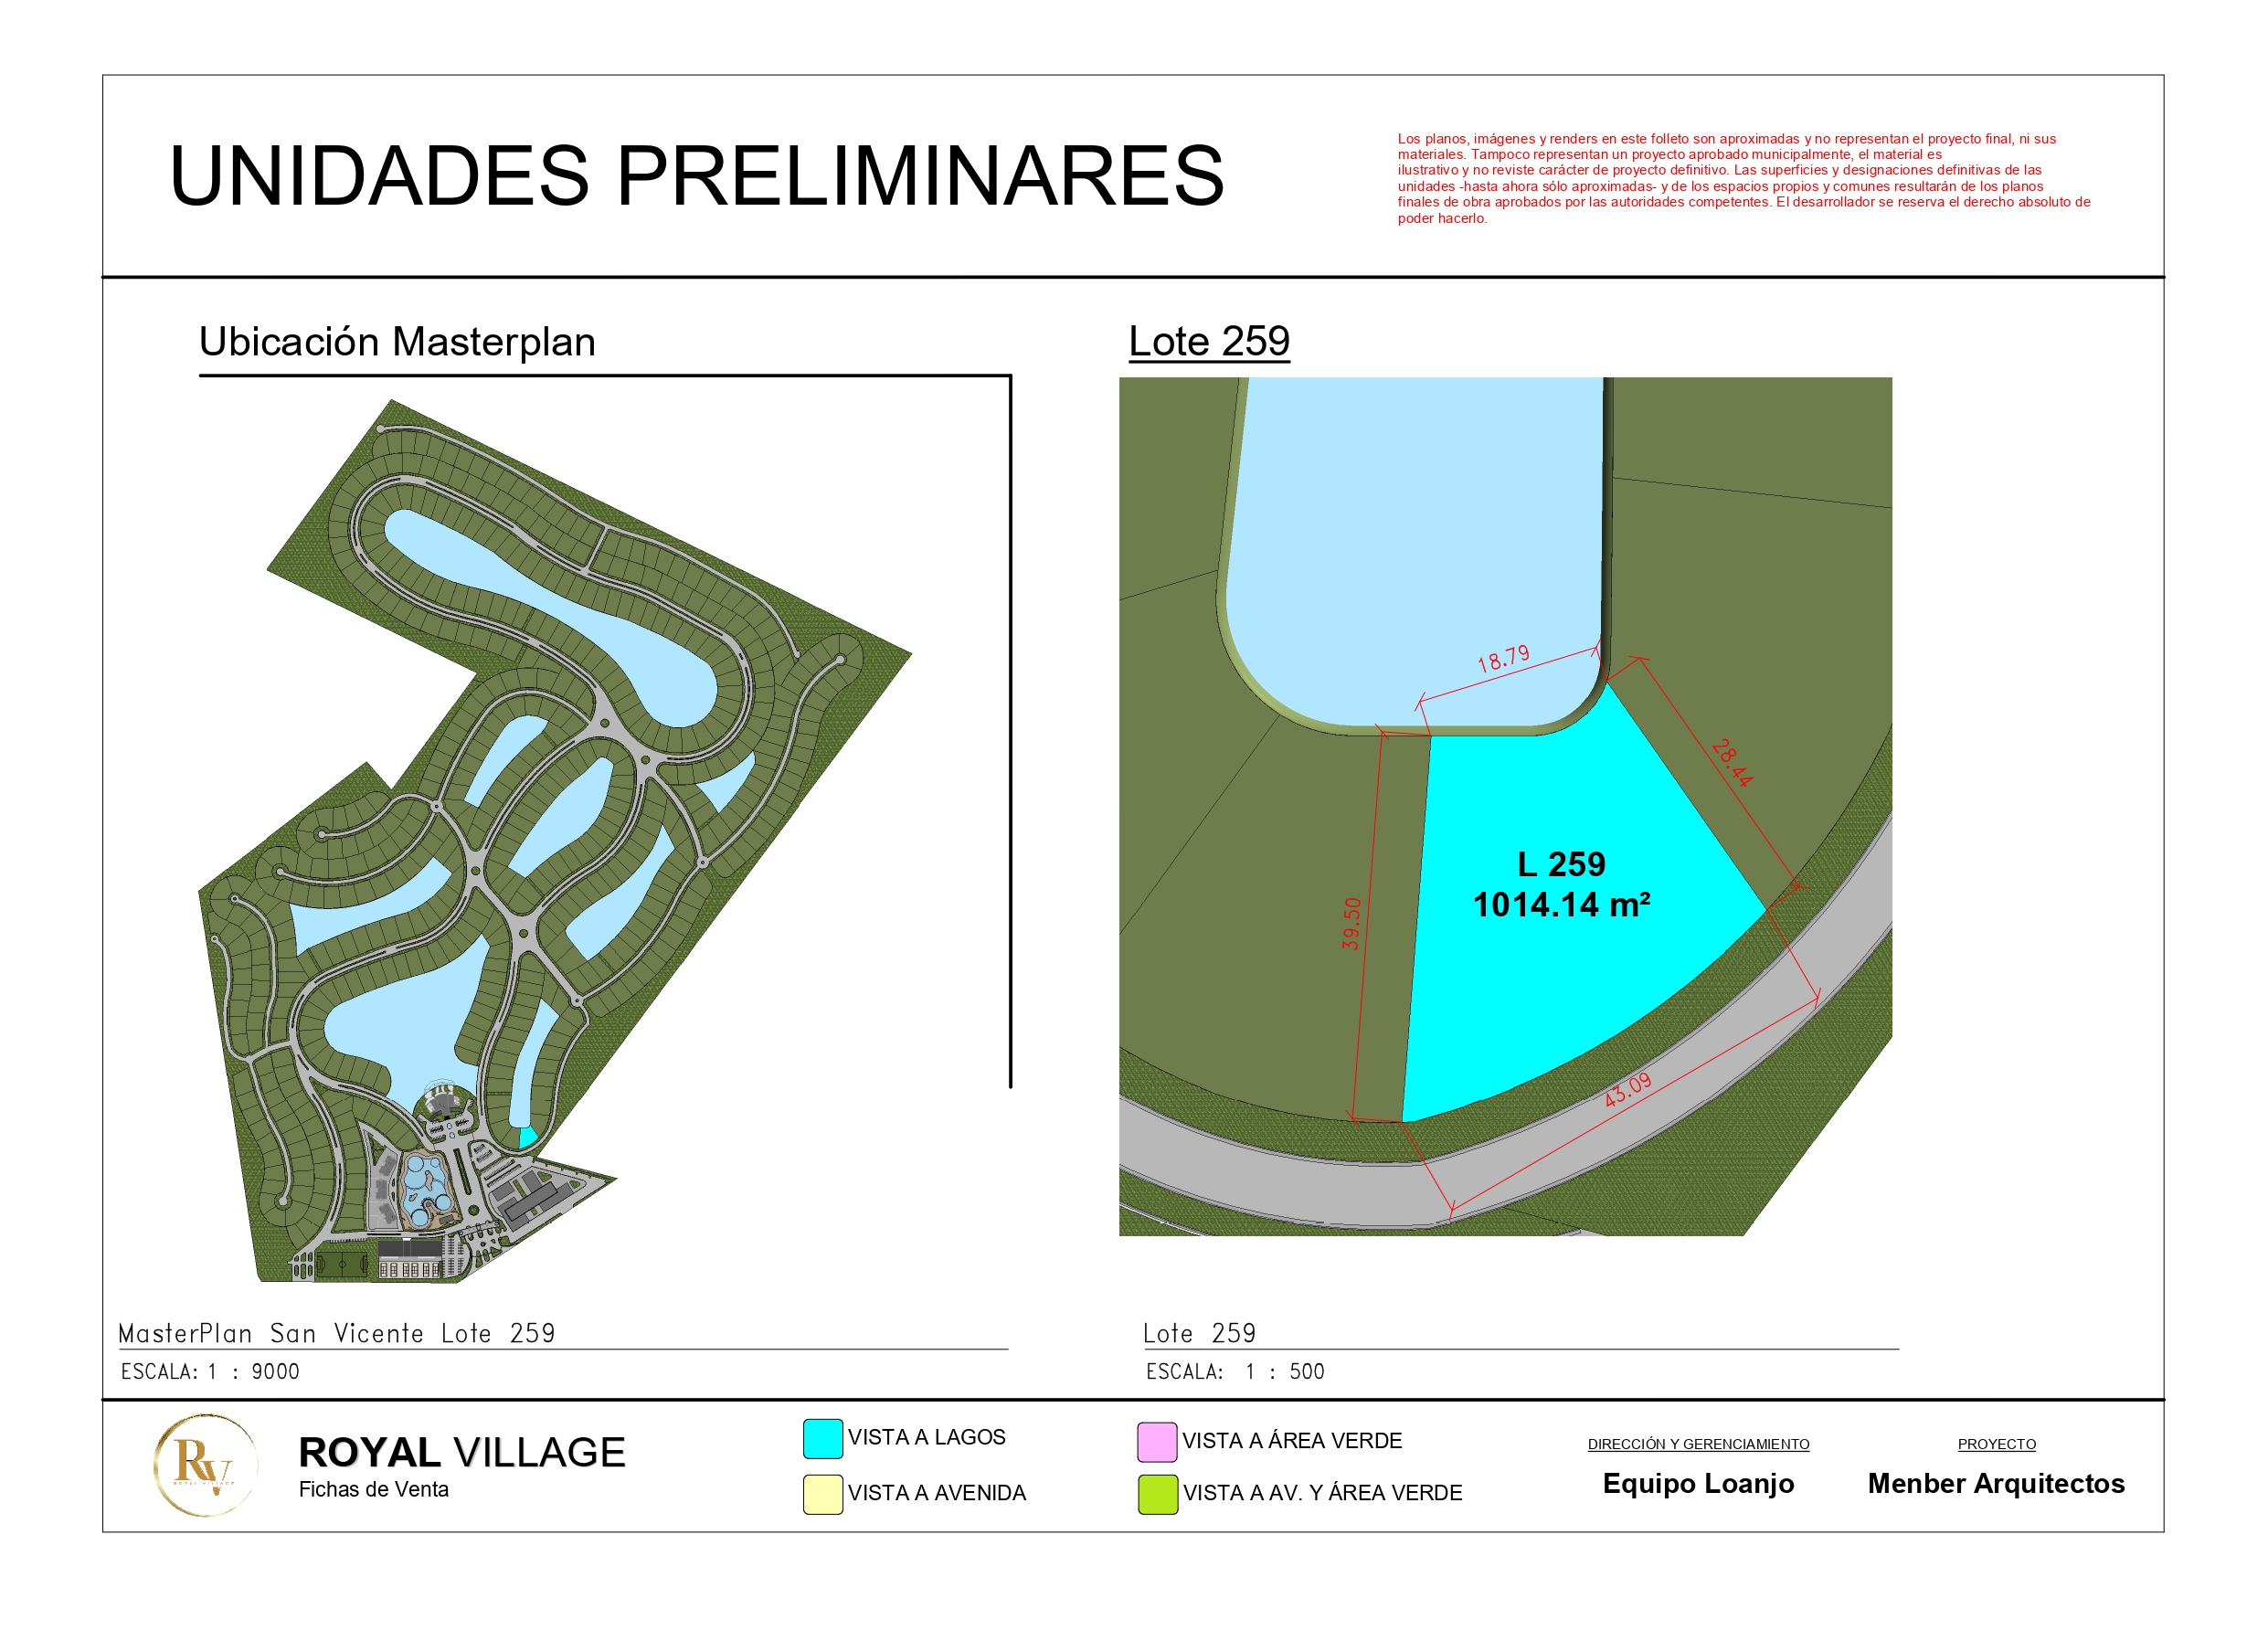 UNIDADES PRELIMINARES
Los planos, imágenes y renders en este folleto son aproximadas y no representan el proyecto final, ni sus
materiales. Tampoco representan un proyecto aprobado municipalmente, el material es
ilustrativo y no reviste carácter de proyecto definitivo. Las superficies y designaciones definitivas de las
unidades -hasta ahora sólo aproximadas- y de los espacios propios y comunes resultarán de los planos
finales de obra aprobados por las autoridades competentes. El desarrollador se reserva el derecho absoluto de
poder hacerlo.
Ubicación Masterplan
Lote 259
18.79
28.44
L 259
1014.14 m²
39.50
43.09
MasterPlan San Vicente Lote 259
ESCALA: 1 : 9000
Lote 259
ESCALA: 1 : 500
RV
ROYAL VILLAGE
ROYAL VILLAGE
Fichas de Venta
VISTA A LAGOS
VISTA A AVENIDA
VISTA A ÁREA VERDE
VISTA A AV. Y ÁREA VERDE
DIRECCIÓN Y GERENCIAMIENTO
Equipo Loanjo
PROYECTO
Menber Arquitectos